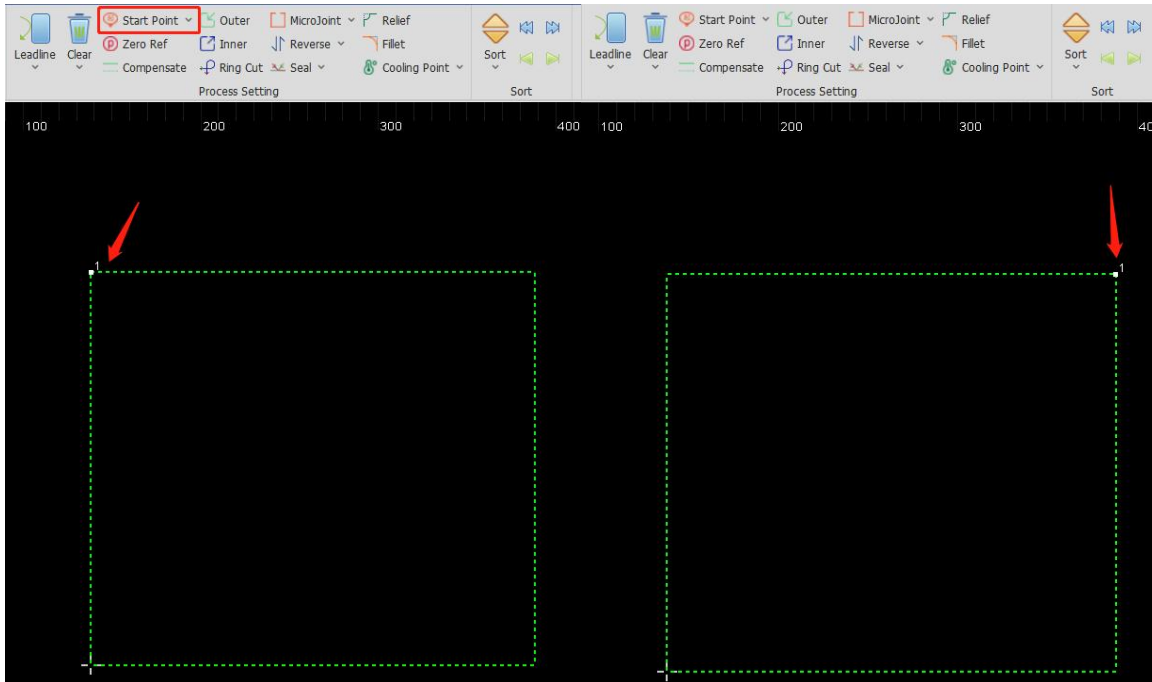 Start Point Outer MicroJoint Relief
Zero Ref Inner Reverse Fillet
Leadline Clear Compensate Ring Cut Seal Cooling Point Sort
Process Setting Sort
100 200 300 400
1
Start Point Outer MicroJoint Relief
Zero Ref Inner Reverse Fillet
Leadline Clear Compensate Ring Cut Seal Cooling Point Sort
Process Setting Sort
100 200 300 40
1